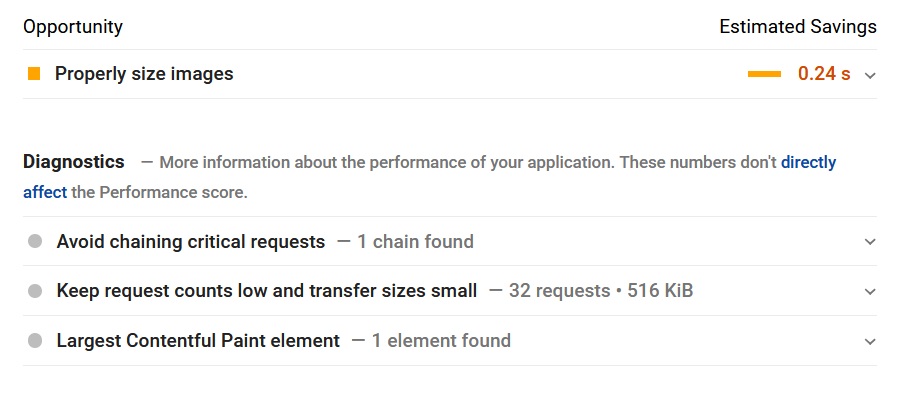 Opportunity Estimated Savings
Properly size images 0.24 s
Diagnostics — More information about the performance of your application. These numbers don't directly
affect the Performance score.
Avoid chaining critical requests — 1 chain found
Keep request counts low and transfer sizes small — 32 requests • 516 KiB
Largest Contentful Paint element — 1 element found